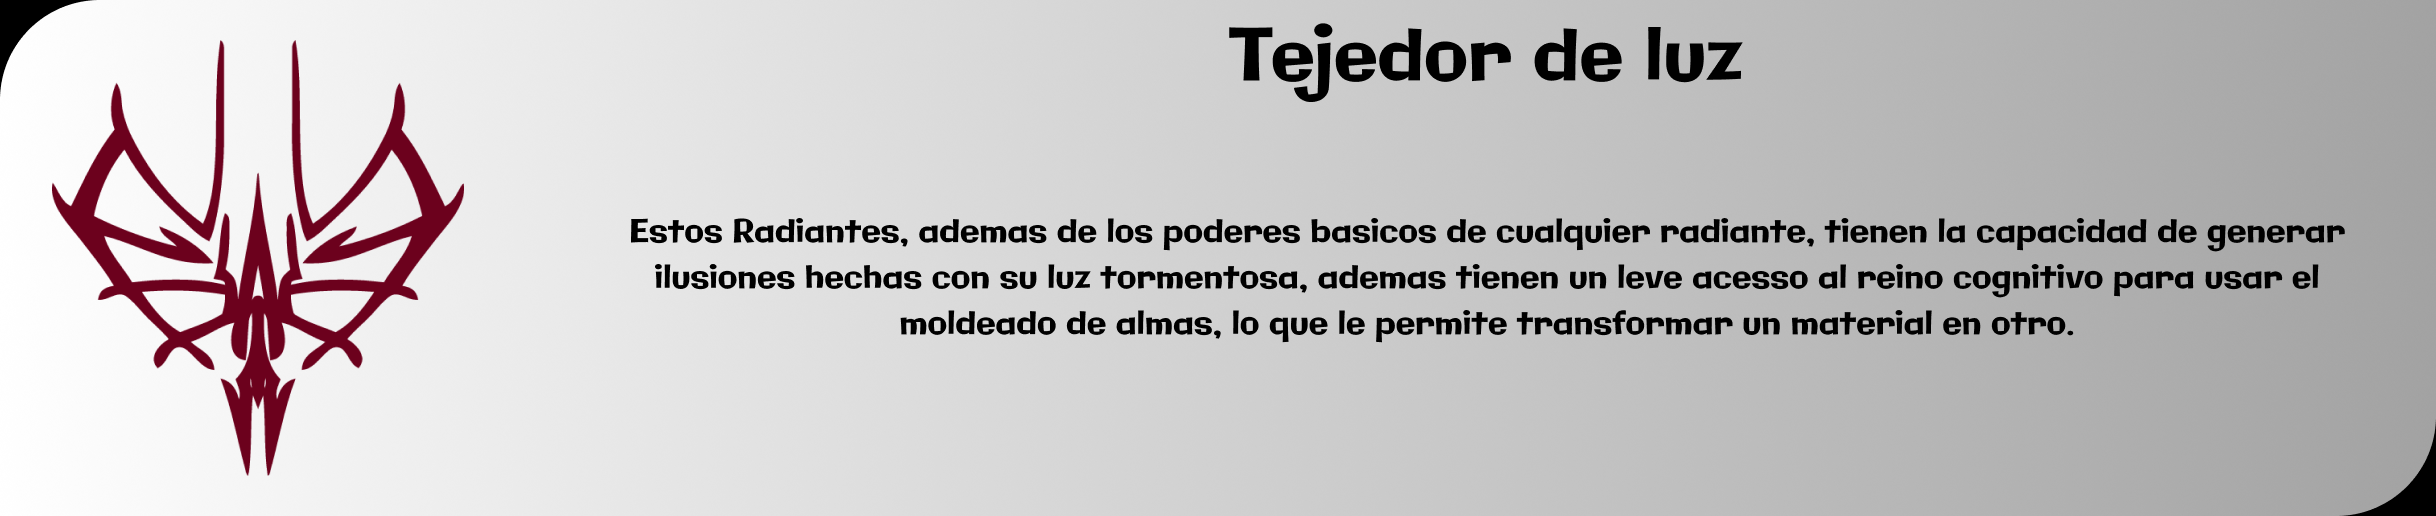 Tejedor de luz
Estos Radiantes, ademas de los poderes basicos de cualquier radiante, tienen la capacidad de generar
ilusiones hechas con su luz tormentosa, ademas tienen un leve acesso al reino cognitivo para usar el
moldeado de almas, lo que le permite transformar un material en otro.